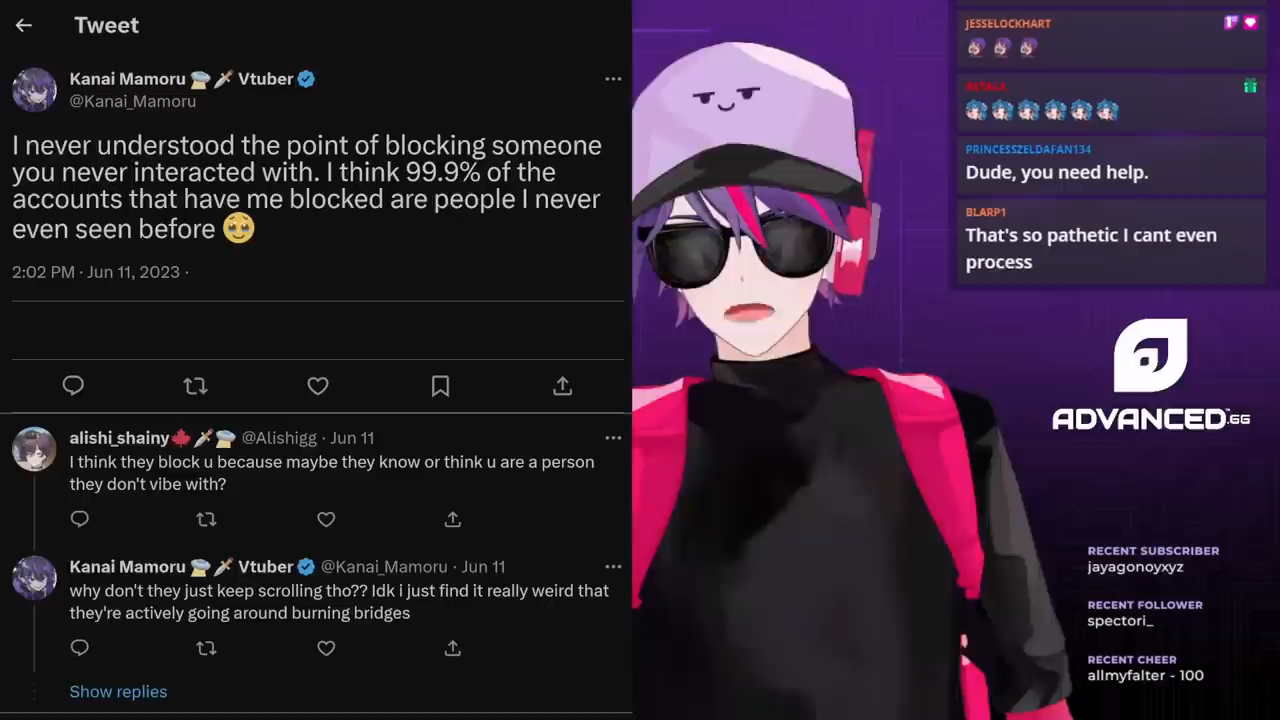 Tweet
Kanai Mamoru Vtuber
@Kanai_Mamoru
I never understood the point of blocking someone
you never interacted with. I think 99.9% of the
accounts that have me blocked are people I never
even seen before 🥹
2:02 PM · Jun 11, 2023 ·
alishi_shainy🍁 @Alishigg · Jun 11
I think they block u because maybe they know or think u are a person
they don't vibe with?
Kanai Mamoru Vtuber @Kanai_Mamoru · Jun 11
why don't they just keep scrolling tho?? Idk i just find it really weird that
they're actively going around burning bridges
Show replies
JESSELOCKHART
PRINCESSZELDAFAN134
Dude, you need help.
BLARP1
That's so pathetic I cant even
process
ADVANCED.GG
RECENT SUBSCRIBER
jayagonoyxyz
RECENT FOLLOWER
spectori_
RECENT CHEER
allmyfalter - 100